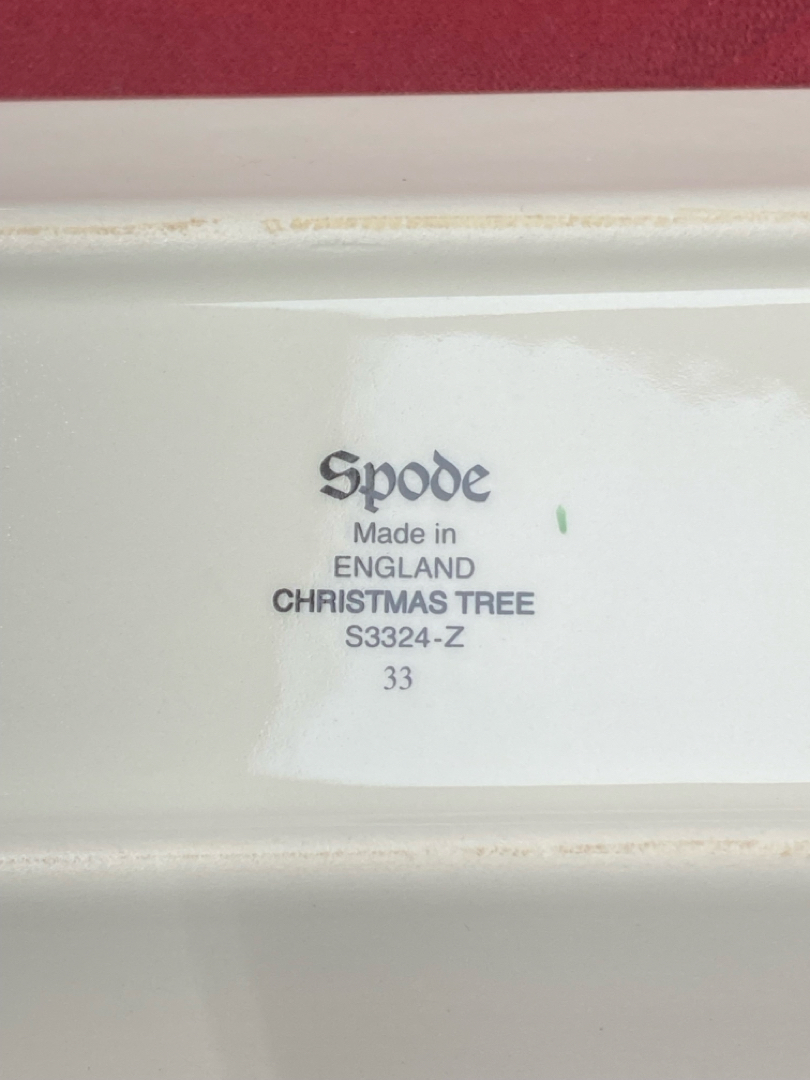 Spode
Made in
ENGLAND
CHRISTMAS TREE
S3324-Z
33